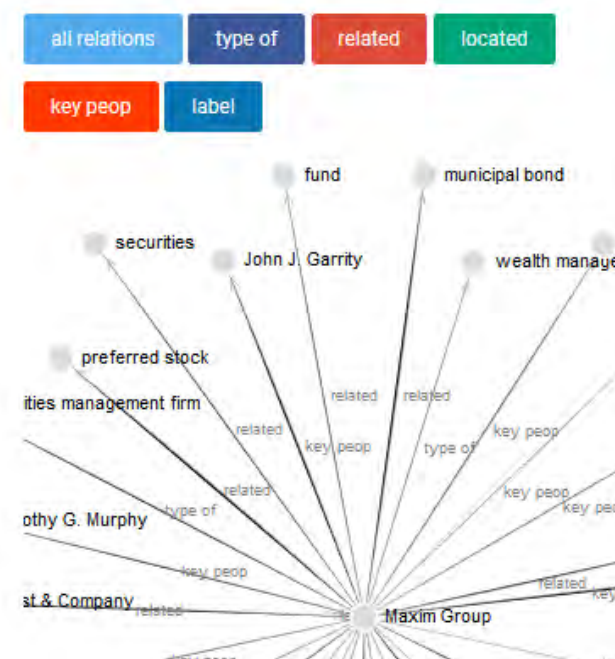 all relations
type of
related
located
key peop
label
fund
municipal bond
securities
John J. Garrity
wealth manage
preferred stock
ities management firm
related
related
related
key peop
type of
key peop
related
key peop
key peo
type of
othy G. Murphy
key peop
related
key
st & Company
related
Maxim Group